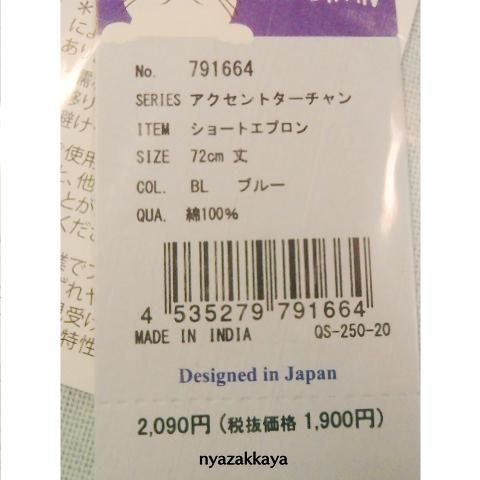 No. 791664
SERIES アクセントターチャン
ITEM ショートエプロン
SIZE 72cm 丈
COL. BL ブルー
QUA. 綿100%
4 535279 791664
MADE IN INDIA QS-250-20
Designed in Japan
2,090円 (税抜価格 1,900円)
nyazakkaya